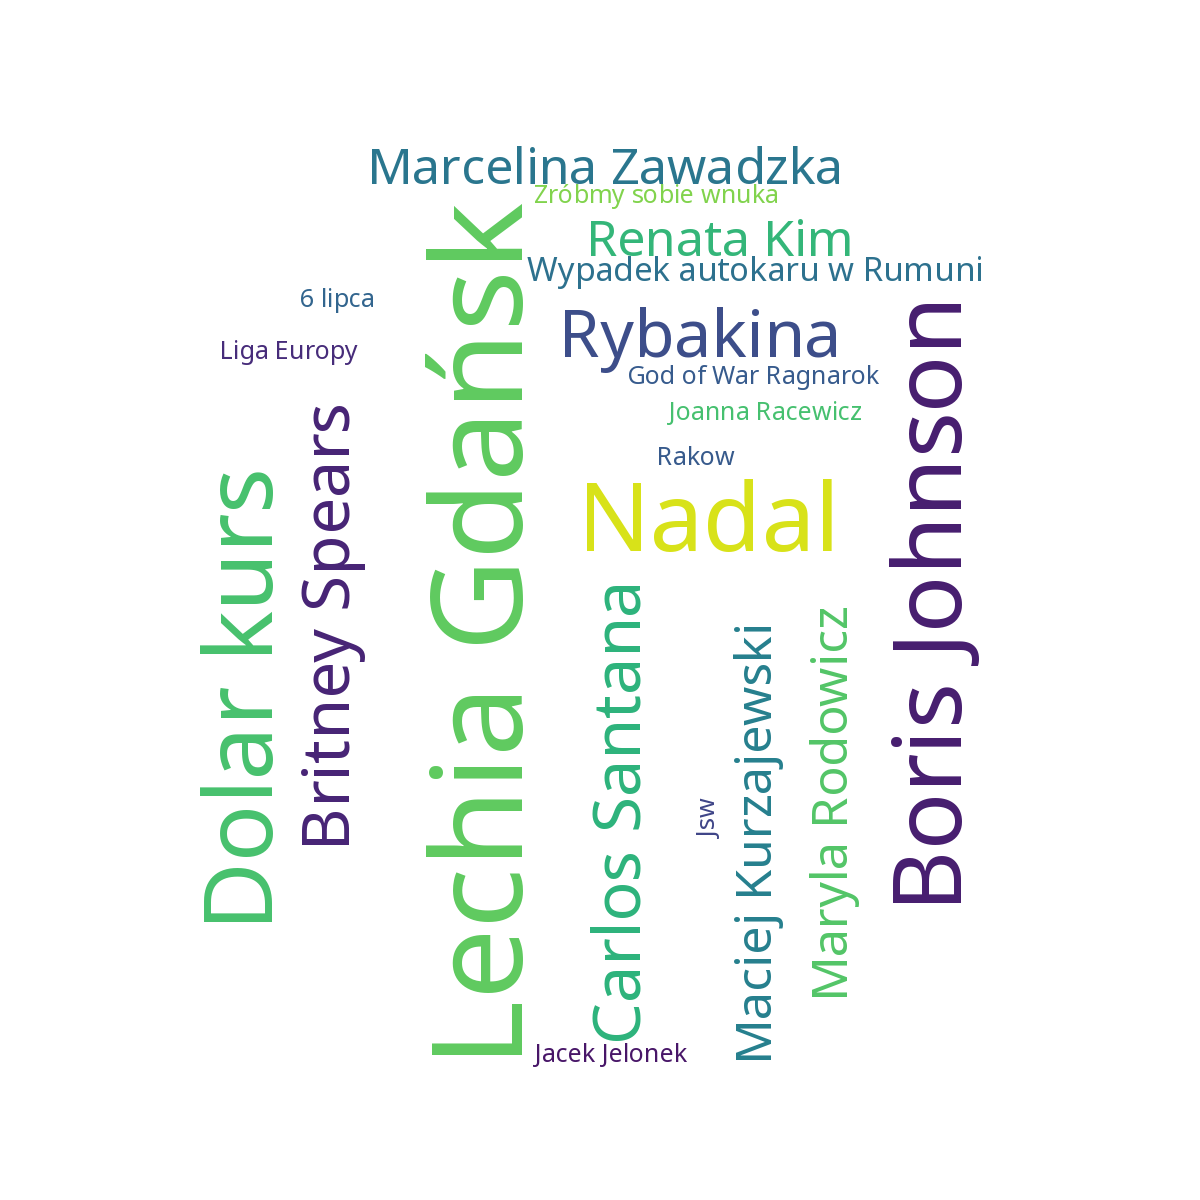 Marcelina Zawadzka
Zróbmy sobie wnuka
Renata Kim
Wypadek autokaru w Rumuni
6 lipca
Rybakina
Liga Europy
God of War Ragnarok
Joanna Racewicz
Rakow
Nadal
Dolar kurs
Britney Spears
Lechia Gdańsk
Carlos Santana
Jsw
Maciej Kurzajewski
Maryla Rodowicz
Boris Johnson
Jacek Jelonek